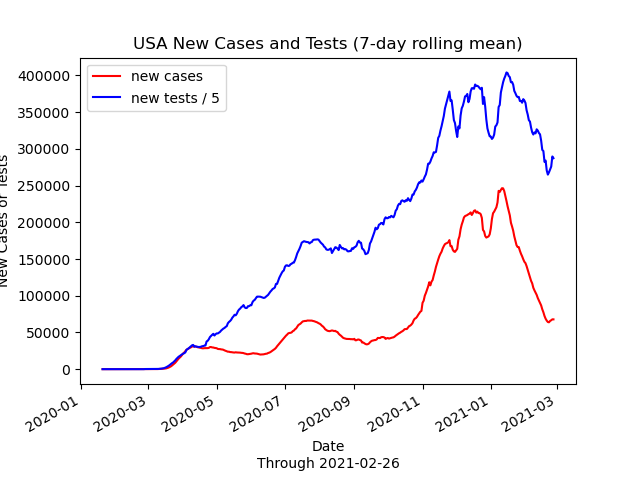 USA New Cases and Tests (7-day rolling mean)
new cases
new tests / 5
400000
350000
300000
250000
200000
150000
100000
50000
0
New Cases or Tests
2020-01
2020-03
2020-05
2020-07
2020-09
2020-11
2021-01
2021-03
Date
Through 2021-02-26